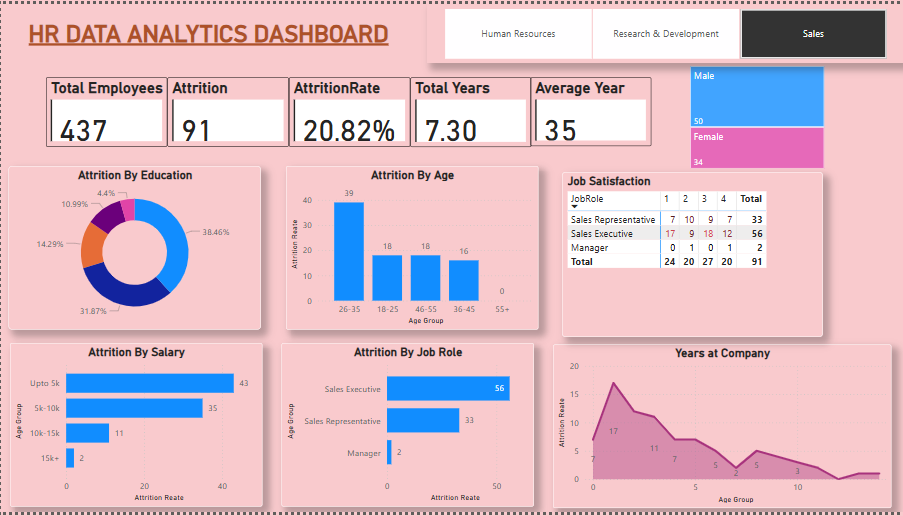 HR DATA ANALYTICS DASHBOARD
Human Resources
Research & Development
Sales
Total Employees
437
Attrition
91
AttritionRate
20.82%
Total Years
7.30
Average Year
35
Male
50
Female
34
Attrition By Education
4.4%
10.99%
14.29%
38.46%
31.87%
Attrition By Age
Attrition Reate
40
30
20
10
0
39
18
18
16
0
26-35 18-25 46-55 36-45 55+
Age Group
Job Satisfaction
JobRole 1 2 3 4 Total
Sales Representative 7 10 9 7 33
Sales Executive 17 9 18 12 56
Manager 0 1 0 1 2
Total 24 20 27 20 91
Attrition By Salary
Age Group
Upto 5k 43
5k-10k 35
10k-15k 11
15k+ 2
0 20 40
Attrition Reate
Attrition By Job Role
Age Group
Sales Executive 56
Sales Representative 33
Manager 2
0 50
Attrition Reate
Years at Company
Attrition Reate
20
15
10
5
0
7
17
11
7
5
2
5
3
0 5 10
Age Group